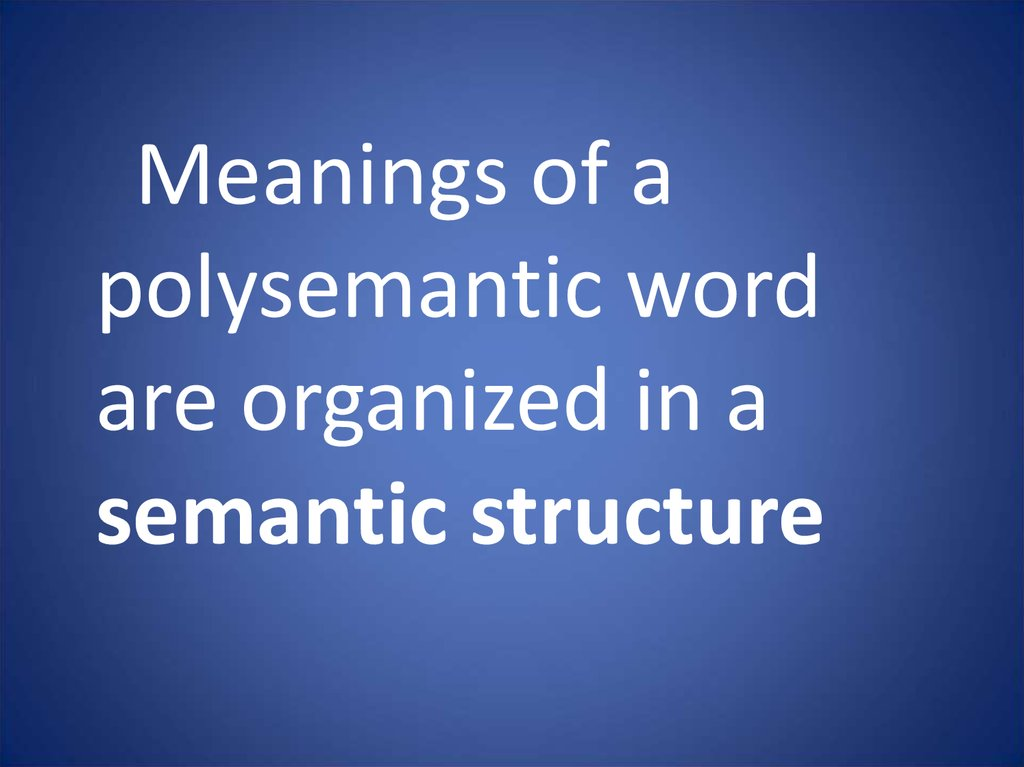 Meanings of a
polysemantic word
are organized in a
semantic structure